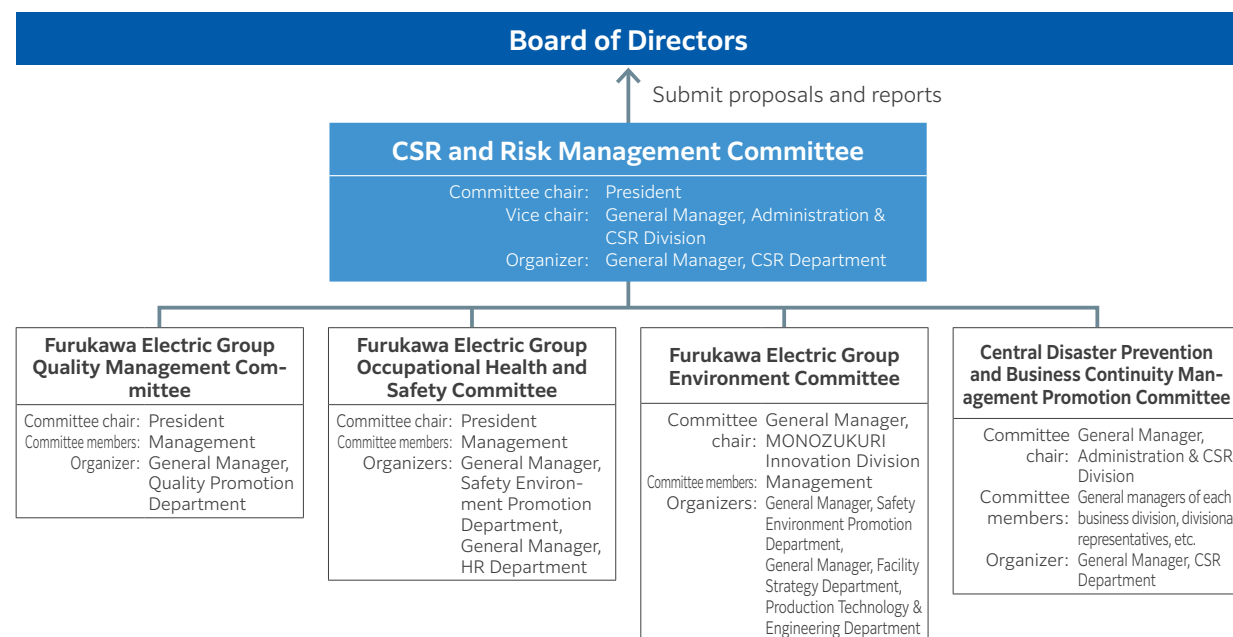 Board of Directors
Submit proposals and reports
CSR and Risk Management Committee
Committee chair: President
Vice chair: General Manager, Administration &
CSR Division
Organizer: General Manager, CSR Department
Furukawa Electric Group
Quality Management Com-
mittee
Committee chair: President
Committee members: Management
Organizer: General Manager,
Quality Promotion
Department
Furukawa Electric Group
Occupational Health and
Safety Committee
Committee chair: President
Committee members: Management
Organizers: General Manager,
Safety Environ-
ment Promotion
Department,
General Manager,
HR Department
Furukawa Electric Group
Environment Committee
Committee General Manager,
chair: MONOZUKURI
Innovation Division
Committee members: Management
Organizers: General Manager, Safety
Environment Promotion
Department,
General Manager, Facility
Strategy Department,
Production Technology &
Engineering Department
Central Disaster Prevention
and Business Continuity Man-
agement Promotion Committee
Committee General Manager,
chair: Administration & CSR
Division
Committee General managers of each
members: business division, divisiona
representatives, etc.
Organizer: General Manager, CSR
Department